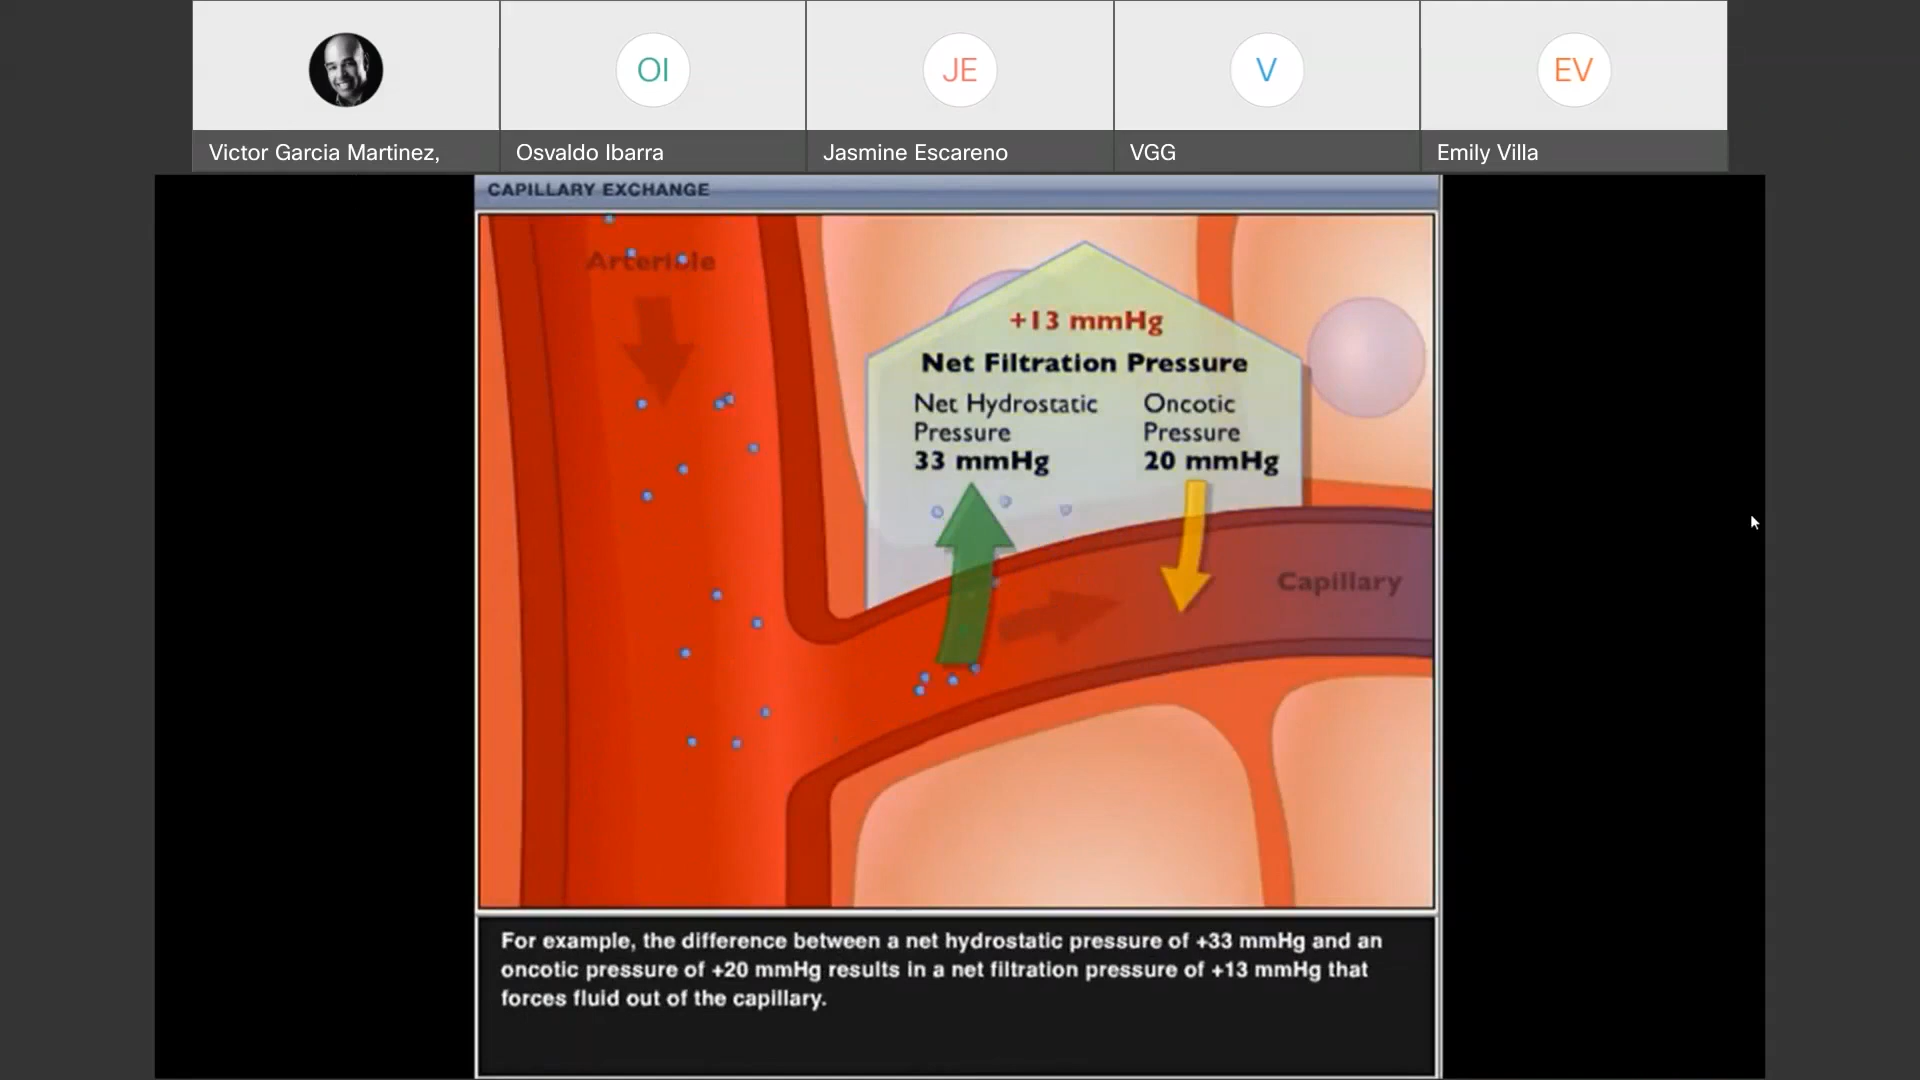 OI
JE
V
EV
Victor Garcia Martinez,
Osvaldo Ibarra
Jasmine Escareno
VGG
Emily Villa
CAPILLARY EXCHANGE
Arteriole
+13 mmHg
Net Filtration Pressure
Net Hydrostatic
Pressure
33 mmHg
Oncotic
Pressure
20 mmHg
Capillary
For example, the difference between a net hydrostatic pressure of +33 mmHg and an
oncotic pressure of +20 mmHg results in a net filtration pressure of +13 mmHg that
forces fluid out of the capillary.